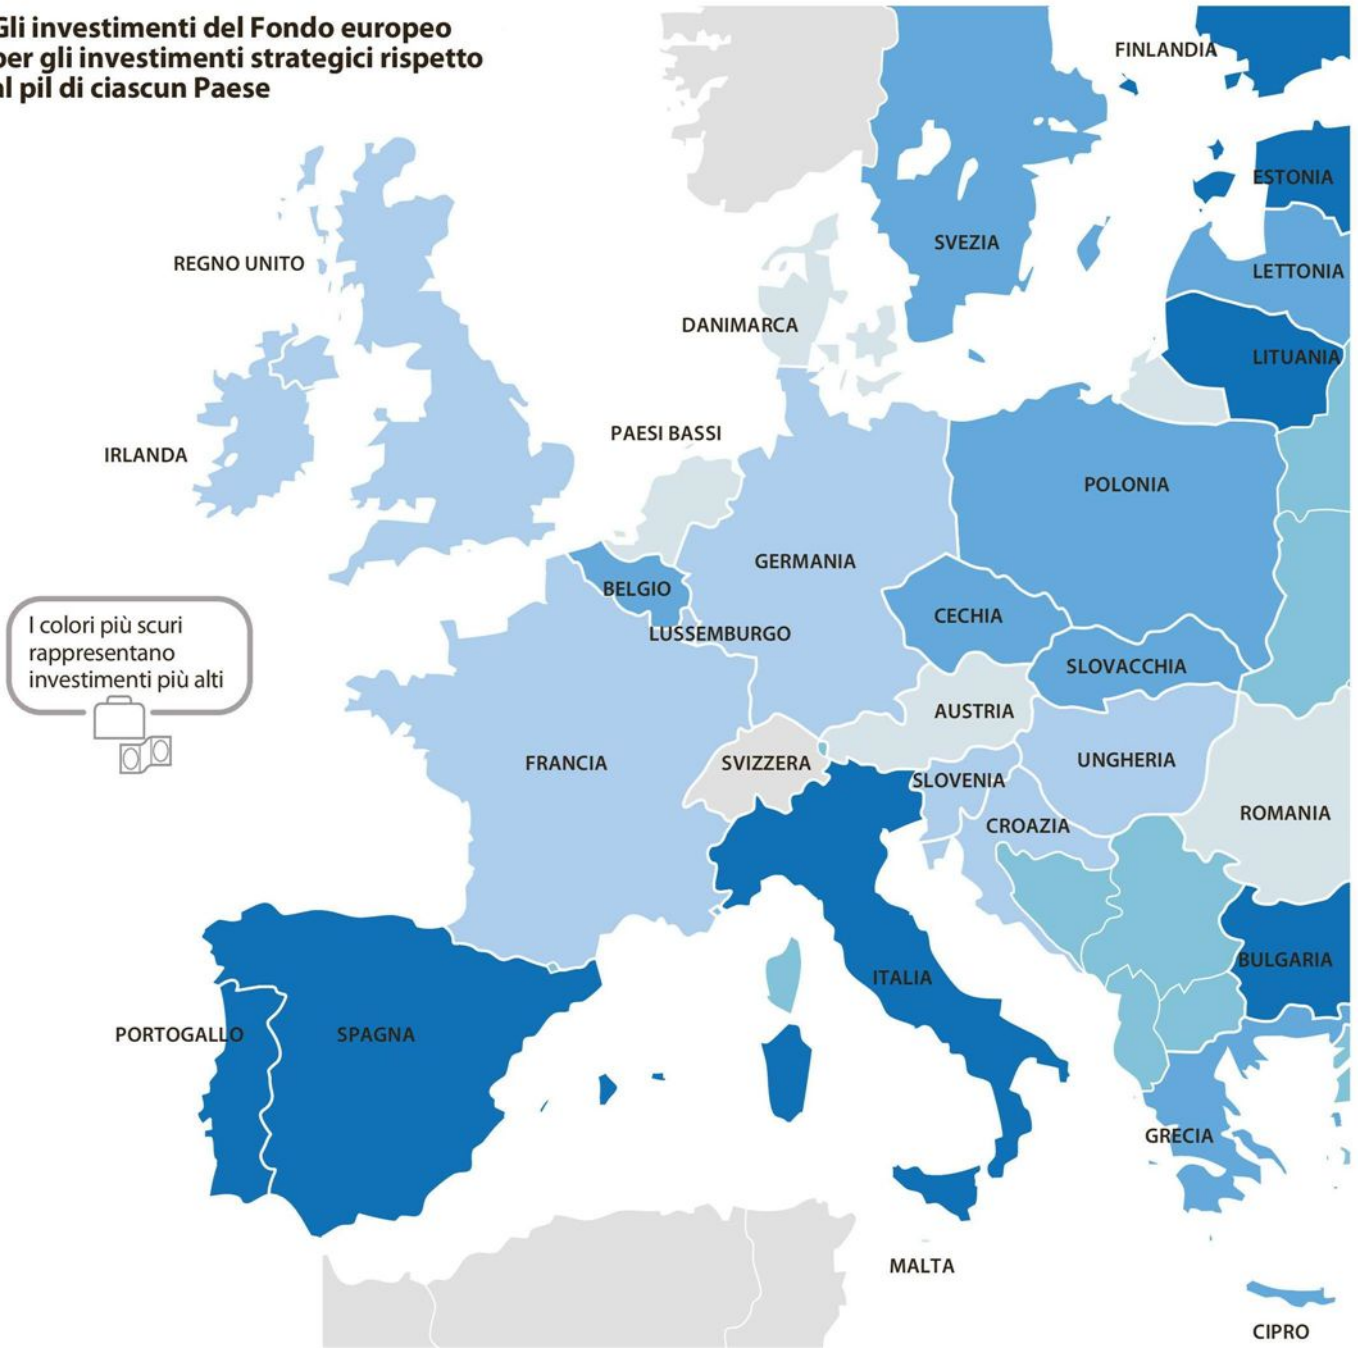 Gli investimenti del Fondo europeo
per gli investimenti strategici rispetto
al pil di ciascun Paese
FINLANDIA
ESTONIA
SVEZIA
REGNO UNITO
LETTONIA
DANIMARCA
LITUANIA
PAESI BASSI
IRLANDA
POLONIA
GERMANIA
BELGIO
CECHIA
LUSSEMBURGO
I colori più scuri
rappresentano
investimenti più alti
SLOVACCHIA
AUSTRIA
UNGHERIA
FRANCIA
SVIZZERA
SLOVENIA
ROMANIA
CROAZIA
BULGARIA
ITALIA
PORTOGALLO
SPAGNA
GRECIA
MALTA
CIPRO